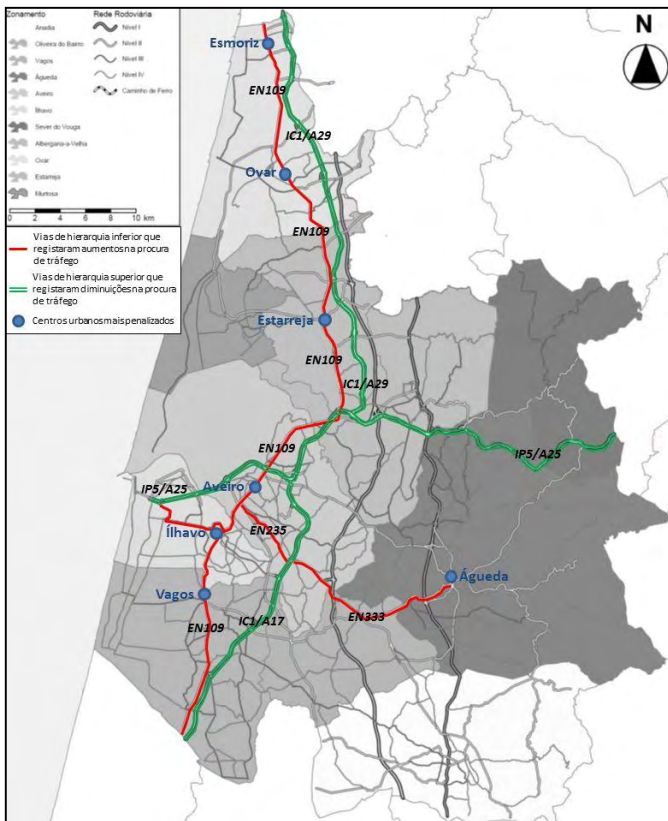 Zonamento
Anadia
Oliveira do Bairro
Vagos
Águeda
Aveiro
Ílhavo
Sever do Vouga
Albergaria-a-Velha
Ovar
Estarreja
Murtosa
Rede Rodoviária
Nível I
Nível II
Nível III
Nível IV
Caminho de Ferro
0 2 4 6 8 10
km
Vias de hierarquia inferior que
registaram aumentos na procura
de tráfego
Vias de hierarquia superior que
registaram diminuições na procura
de tráfego
Centros urbanos mais penalizados
N
Esmoriz
EN109
IC1/A29
Ovar
EN109
Estarreja
EN109
IC1/A29
EN109
IP5/A25
IP5/A25
Aveiro
EN235
Ílhavo
Águeda
Vagos
EN333
EN109
IC1/A17